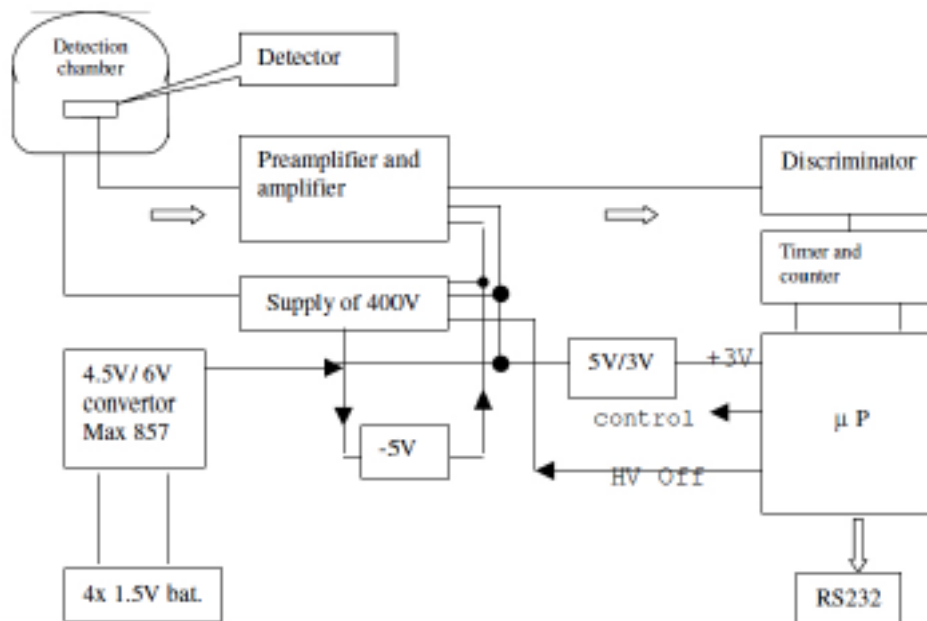 Detection
chamber
Detector
Preamplifier and
amplifier
Discriminator
Timer and
counter
Supply of 400V
4.5V/ 6V
convertor
Max 857
5V/3V
+3V
control
μ P
-5V
HV Off
4x 1.5V bat.
RS232